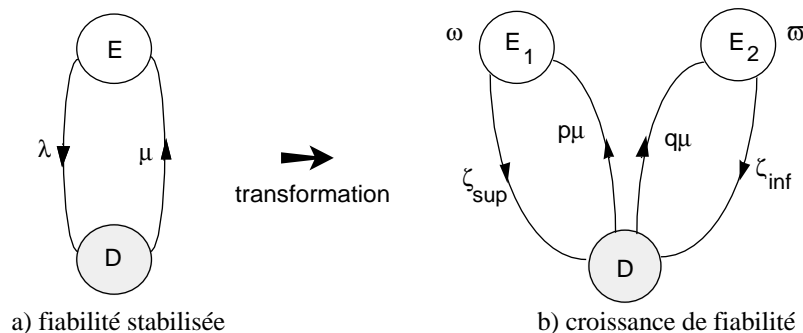 E
λ
μ
D
transformation
a) fiabilité stabilisée
ω
E1
E2
ϖ
pμ
qμ
ζsup
ζinf
D
b) croissance de fiabilité